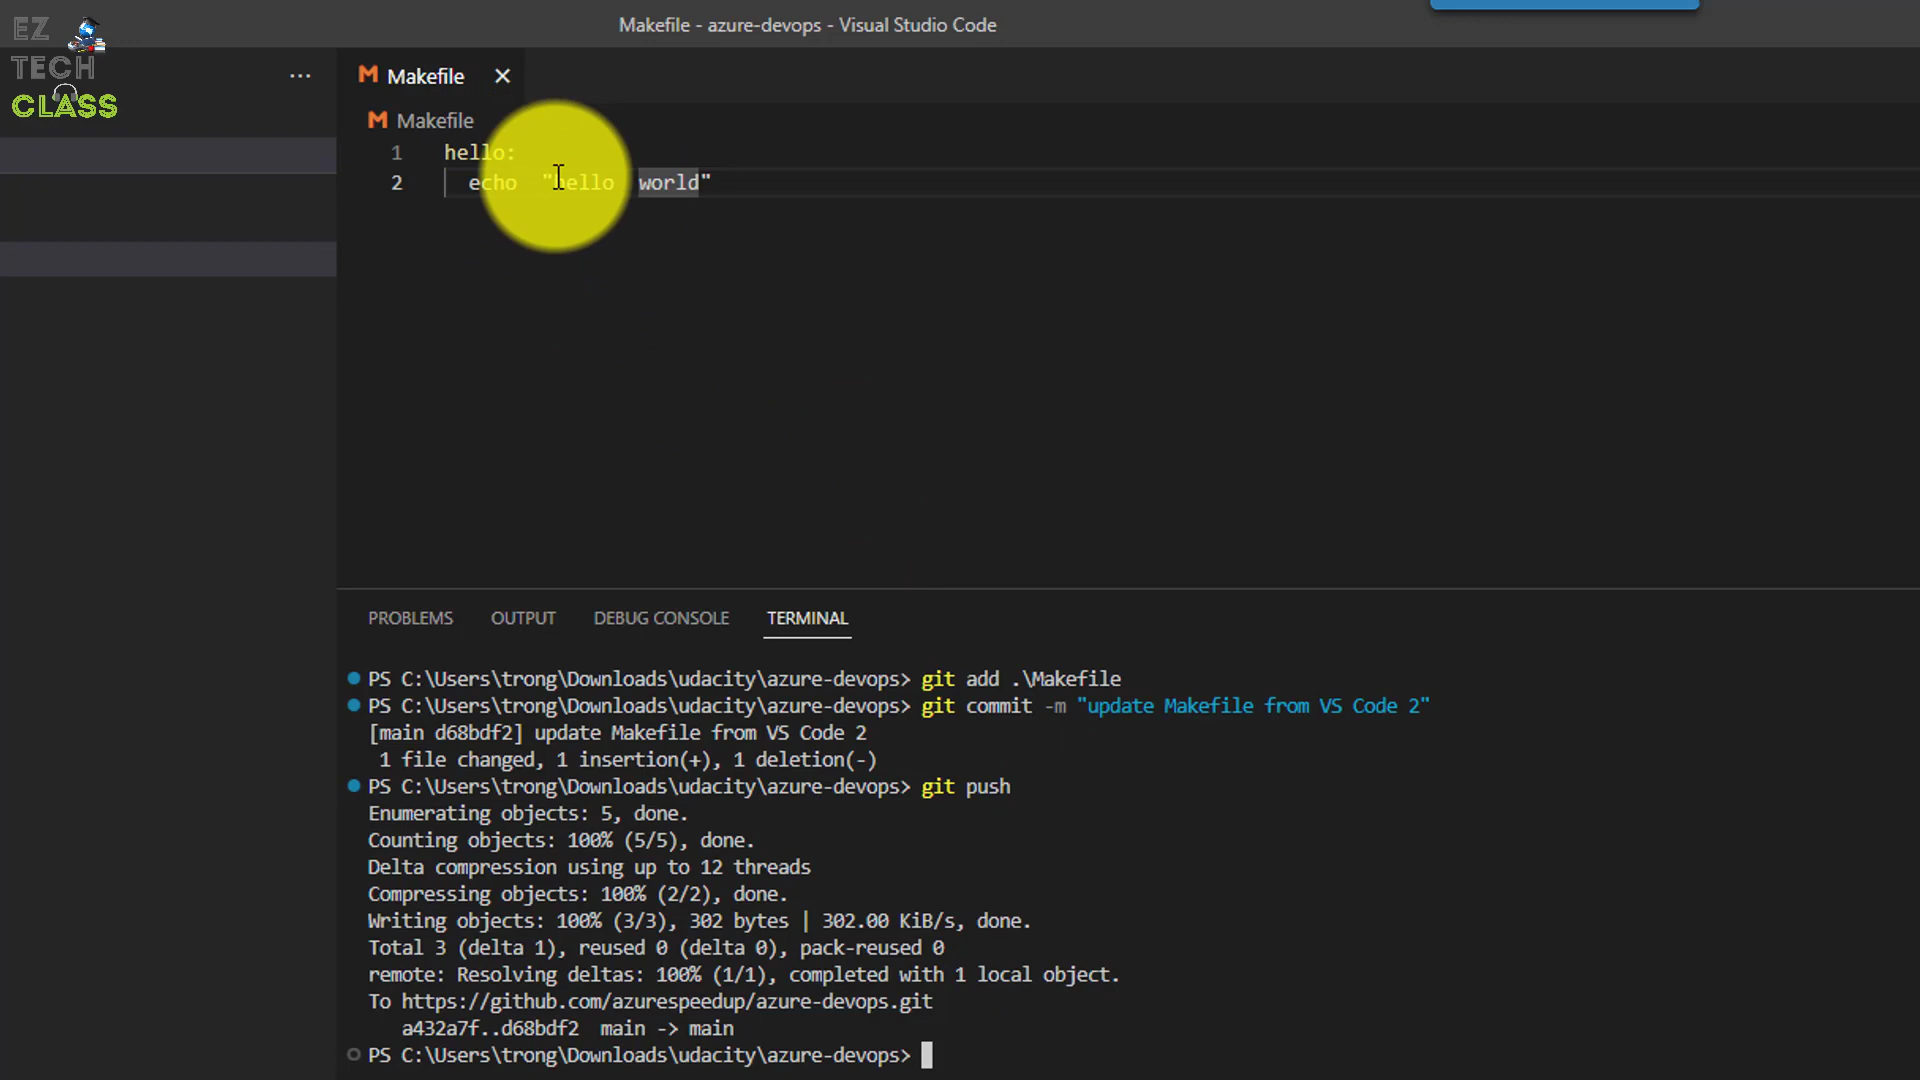 Makefile - azure-devops - Visual Studio Code
EZ
TECH
CLASS
··· M Makefile ×
M Makefile
1 hello:
2 echo "hello world"
PROBLEMS OUTPUT DEBUG CONSOLE TERMINAL
PS C:\Users\trong\Downloads\udacity\azure-devops> git add .\Makefile
PS C:\Users\trong\Downloads\udacity\azure-devops> git commit -m "update Makefile from VS Code 2"
[main d68bdf2] update Makefile from VS Code 2
1 file changed, 1 insertion(+), 1 deletion(-)
PS C:\Users\trong\Downloads\udacity\azure-devops> git push
Enumerating objects: 5, done.
Counting objects: 100% (5/5), done.
Delta compression using up to 12 threads
Compressing objects: 100% (2/2), done.
Writing objects: 100% (3/3), 302 bytes | 302.00 KiB/s, done.
Total 3 (delta 1), reused 0 (delta 0), pack-reused 0
remote: Resolving deltas: 100% (1/1), completed with 1 local object.
To https://github.com/azurespeedup/azure-devops.git
a432a7f..d68bdf2 main -> main
PS C:\Users\trong\Downloads\udacity\azure-devops>